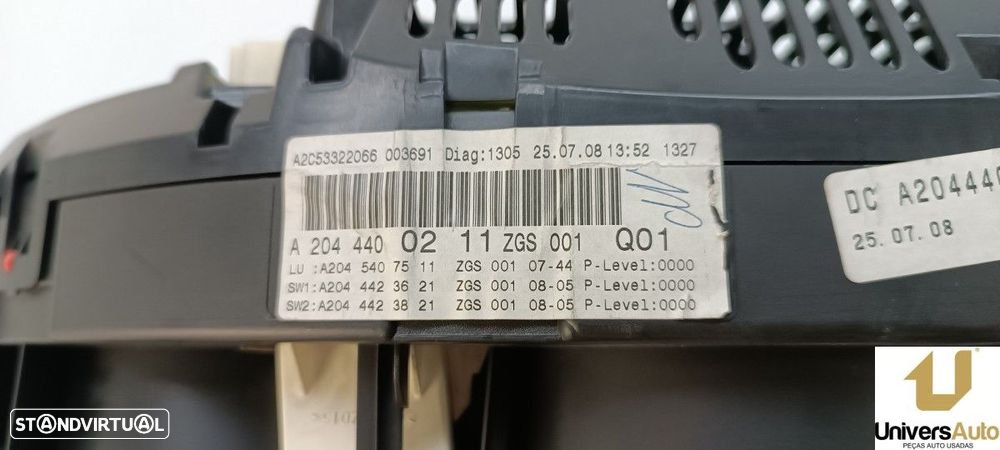 A2C53322066 003691 Diag:1305 25.07.08 13:52 1327
A 204 440 02 11 ZGS 001 Q01
LU :A204 540 75 11 ZGS 001 07-44 P-Level:0000
SW1:A204 442 36 21 ZGS 001 08-05 P-Level:0000
SW2:A204 442 38 21 ZGS 001 08-05 P-Level:0000
DC A204440
25.07.08
STANDVIRTUAL
UniversAuto
PEÇAS AUTO USADAS